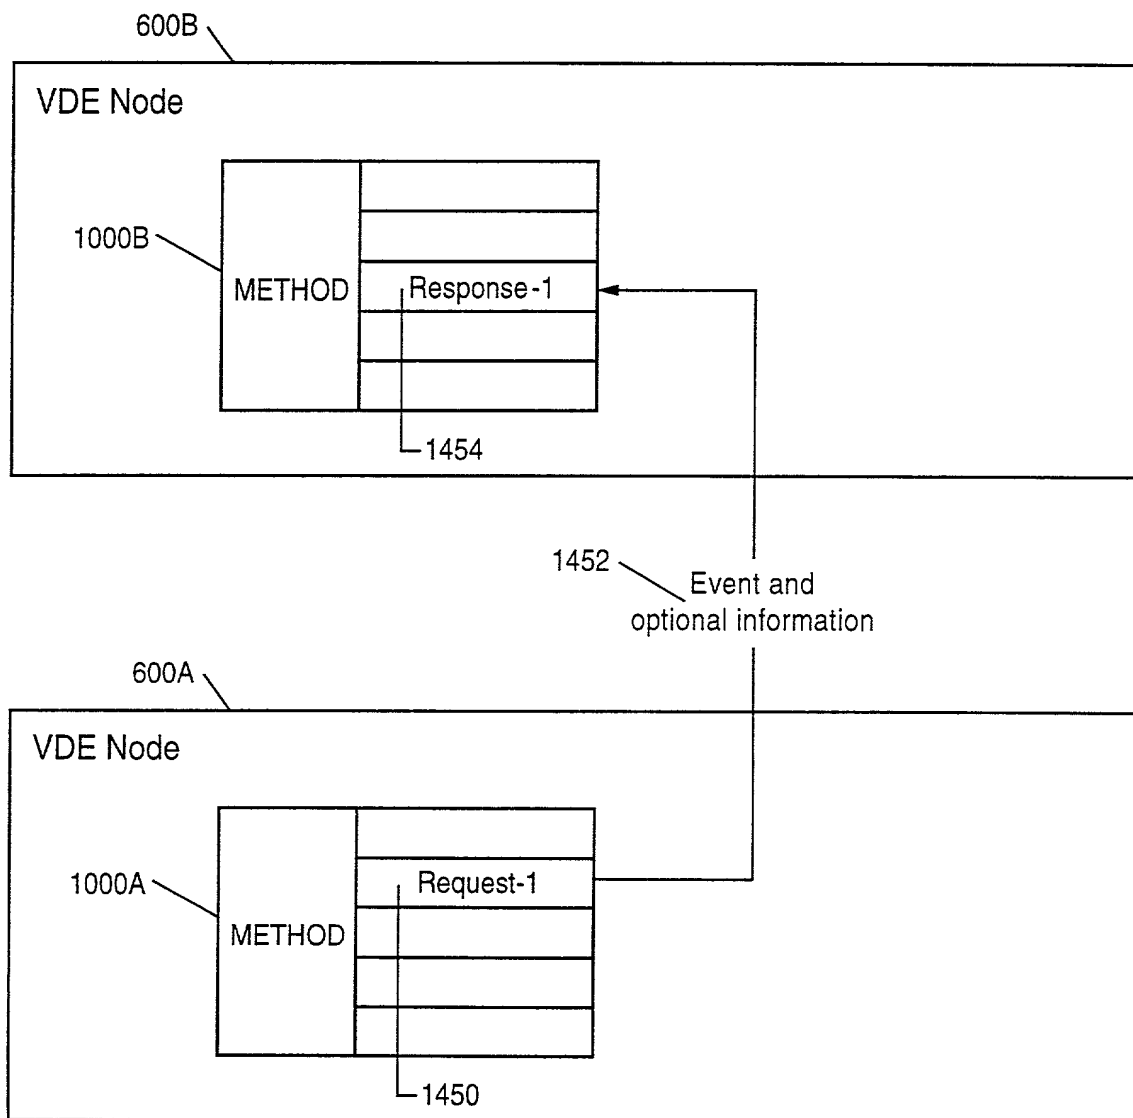 600B
VDE Node
1000B
METHOD
Response-1
1454
1452
Event and
optional information
600A
VDE Node
1000A
METHOD
Request-1
1450